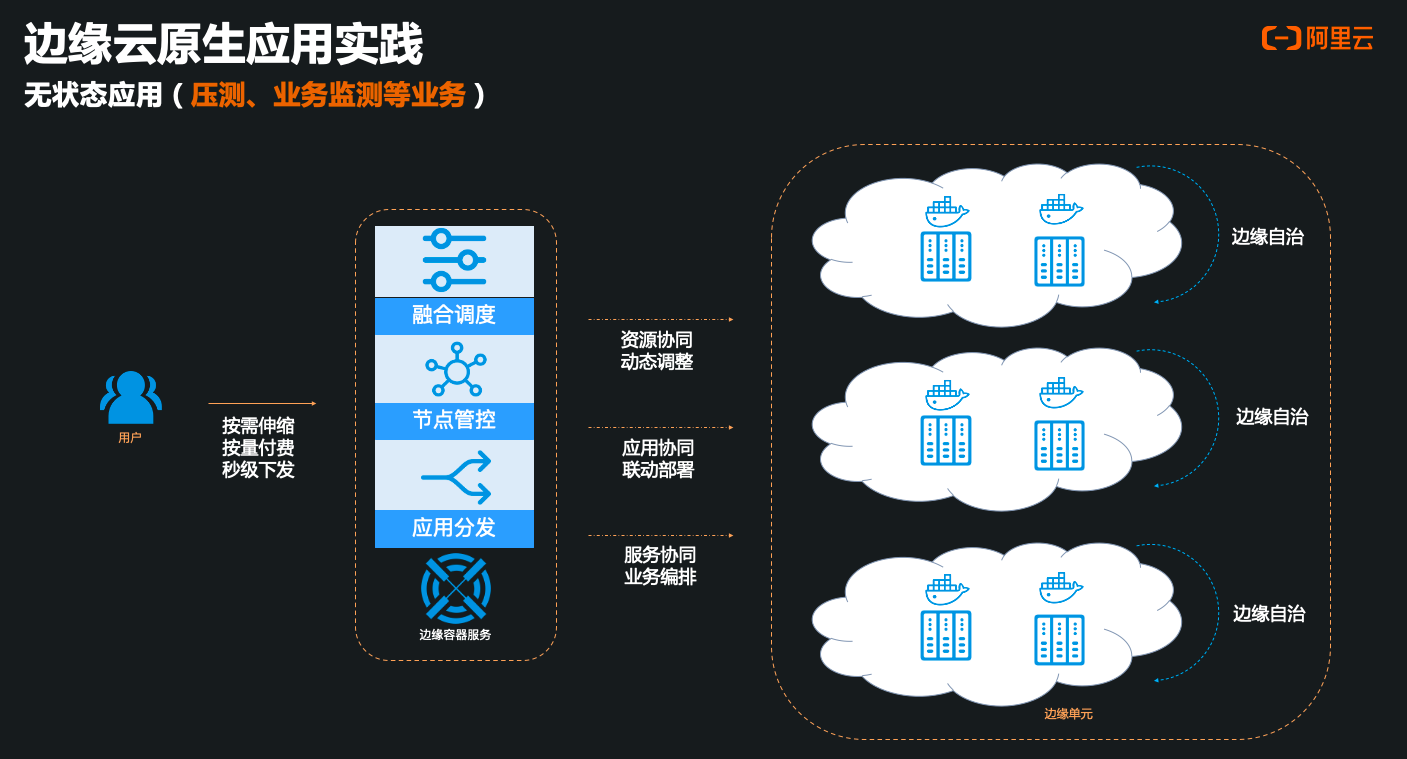 边缘云原生应用实践
阿里云
无状态应用（压测、业务监测等业务）
用户
按需伸缩
按量付费
秒级下发
融合调度
节点管控
应用分发
边缘容器服务
资源协同
动态调整
应用协同
联动部署
服务协同
业务编排
边缘自治
边缘自治
边缘自治
边缘单元